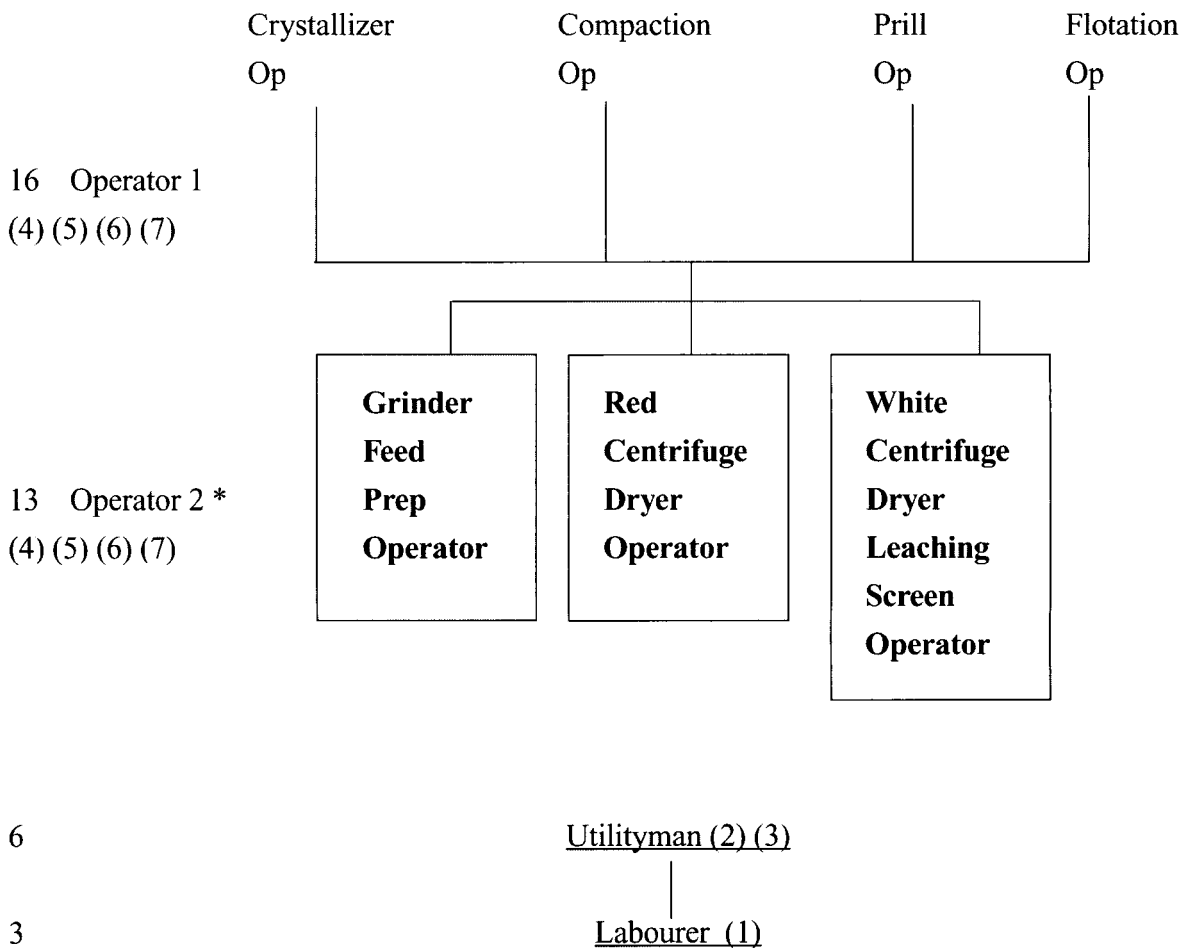 Crystallizer Compaction Prill Flotation
Op Op Op Op
16 Operator 1
(4) (5) (6) (7)
Grinder Red White
Feed Centrifuge Centrifuge
13 Operator 2 * Prep Dryer Dryer
(4) (5) (6) (7) Operator Operator Leaching
Screen
Operator
6 Utilityman (2) (3)
3 Labourer (1)